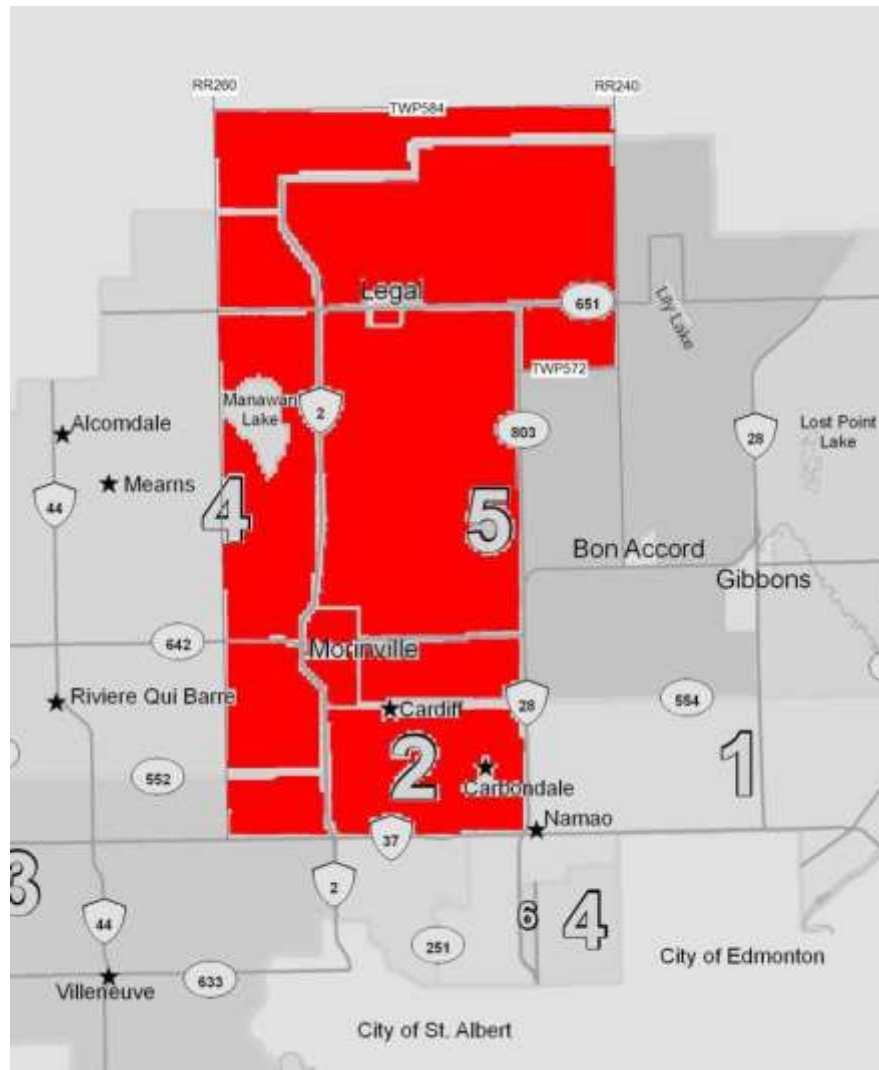 RR260
RR240
TWP584
Legal
651
Lily Lake
TWP572
Manawan
Lake
2
803
28
Lost Point
Lake
Alcomdale
Mearns
44
4
5
Bon Accord
Gibbons
642
Morinville
Riviere Qui Barre
Cardiff
28
554
2
1
552
Carbondale
Namao
37
3
2
44
6
4
251
City of Edmonton
633
Villeneuve
City of St. Albert